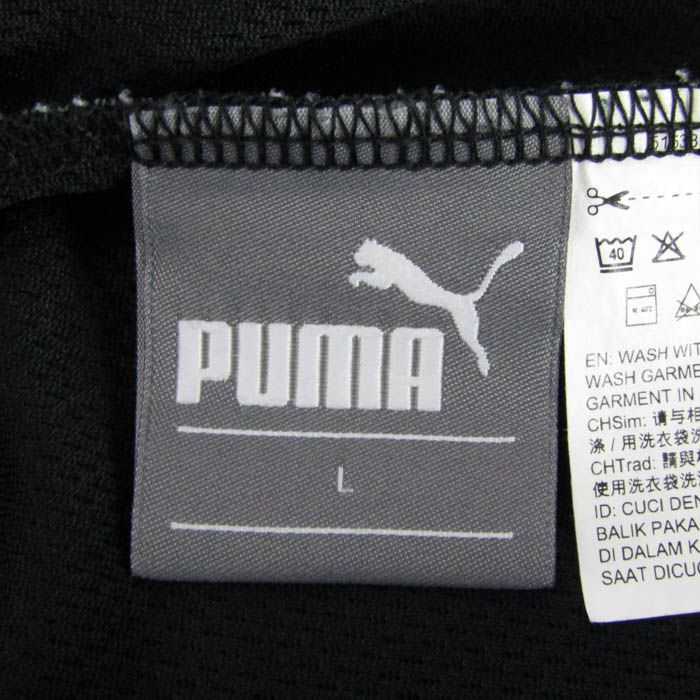 PUMA
L
40
EN: WASH WIT
WASH GARME
GARMENT IN
CHSim: 请与相
涤 / 用洗衣袋洗
CHTrad: 請與
使用洗衣袋洗
ID: CUCI DEN
BALIK PAKA
DI DALAM K
SAAT DICUC